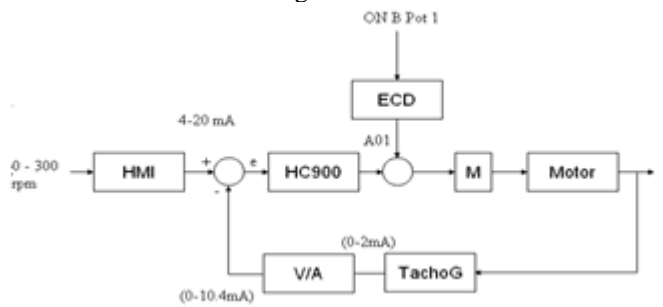 ON B Pot 1
ECD
4-20 mA
A01
- 300
rpm
HMI
+
e
HC900
M
Motor
-
(0-2mA)
V/A
TachoG
(0-10.4mA)